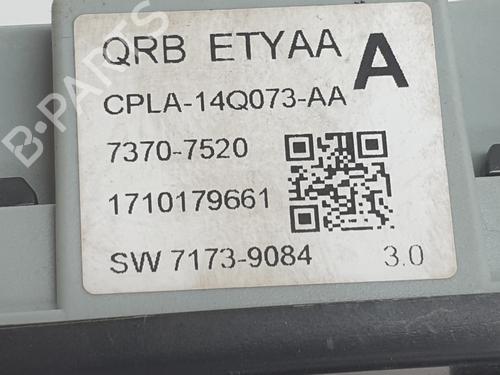 QRB ETYAA
A
CPLA-14Q073-AA
7370-7520
1710179661
SW 7173-9084 3.0
B-PARTS